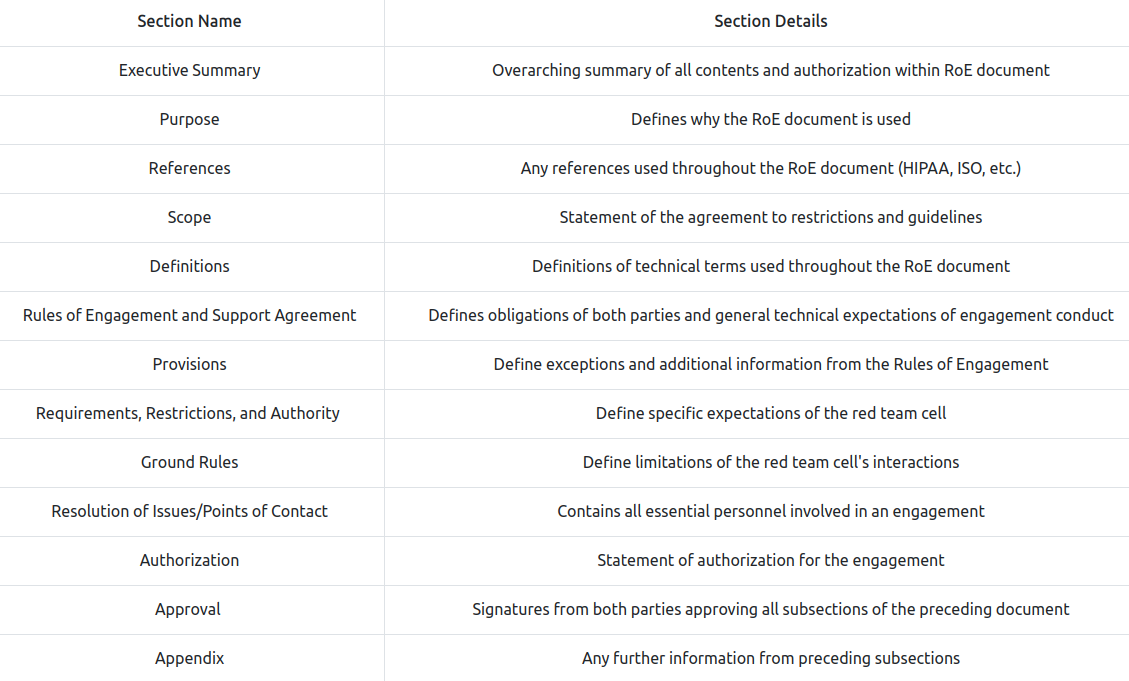 Section Name
Section Details
Executive Summary
Overarching summary of all contents and authorization within RoE document
Purpose
Defines why the RoE document is used
References
Any references used throughout the RoE document (HIPAA, ISO, etc.)
Scope
Statement of the agreement to restrictions and guidelines
Definitions
Definitions of technical terms used throughout the RoE document
Rules of Engagement and Support Agreement
Defines obligations of both parties and general technical expectations of engagement conduct
Provisions
Define exceptions and additional information from the Rules of Engagement
Requirements, Restrictions, and Authority
Define specific expectations of the red team cell
Ground Rules
Define limitations of the red team cell's interactions
Resolution of Issues/Points of Contact
Contains all essential personnel involved in an engagement
Authorization
Statement of authorization for the engagement
Approval
Signatures from both parties approving all subsections of the preceding document
Appendix
Any further information from preceding subsections